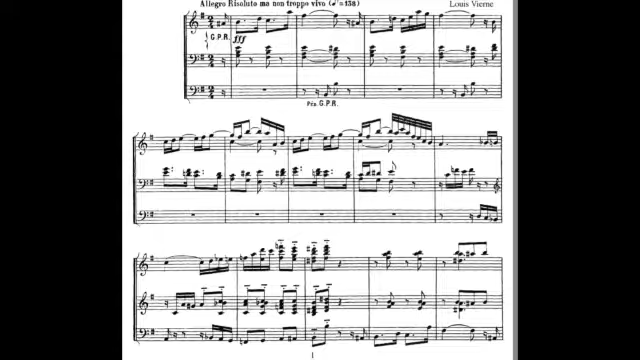 Allegro Risoluto ma non troppo vivo (♩=138)
Louis Vierne
G.P.R.
fff
Péd. G.P.R.
1